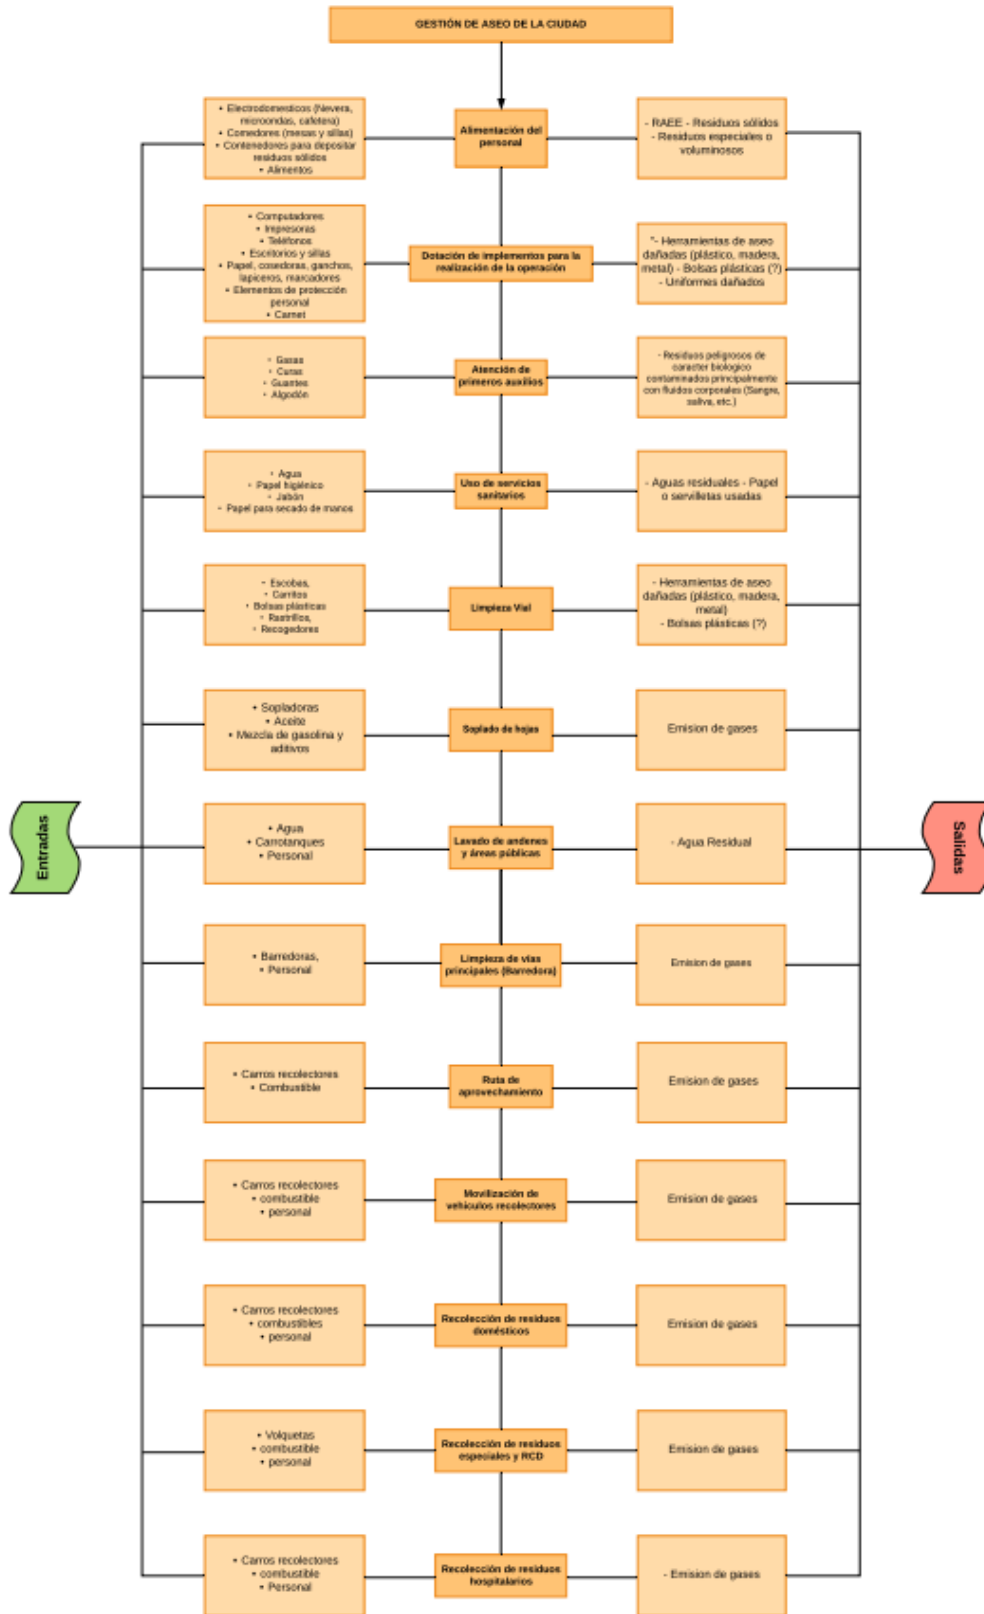 GESTIÓN DE ASEO DE LA CIUDAD
• Electrodomesticos (Nevera,
microondas, cafetera)
• Comedores (mesas y sillas)
• Contenedores para depositar
residuos sólidos
• Alimentos
Alimentación del
personal
- RAEE - Residuos sólidos
- Residuos especiales o
voluminosos
• Computadores
• Impresoras
• Teléfonos
• Escritorios y sillas
• Papel, cosedoras, ganchos,
lapiceros, marcadores
• Elementos de protección
personal
• Carnet
Dotación de implementos para la
realización de la operación
"- Herramientas de aseo
dañadas (plástico, madera,
metal) - Bolsas plásticas (?)
- Uniformes dañados
• Gasas
• Curas
• Guantes
• Algodón
Atención de
primeros auxilios
- Residuos peligrosos de
caracter biologico
contaminados principalmente
con fluidos corporales (Sangre,
saliva, etc.)
• Agua
• Papel higiénico
• Jabón
• Papel para secado de manos
Uso de servicios
sanitarios
- Aguas residuales - Papel
o servilletas usadas
• Escobas,
• Carritos
• Bolsas plásticas
• Rastrillos,
• Recogedores
Limpieza Vial
- Herramientas de aseo
dañadas (plástico, madera,
metal)
- Bolsas plásticas (?)
• Sopladoras
• Aceite
• Mezcla de gasolina y
aditivos
Soplado de hojas
Emision de gases
Entradas
• Agua
• Carrotanques
• Personal
Lavado de andenes
y áreas públicas
- Agua Residual
Salidas
• Barredoras,
• Personal
Limpieza de vías
principales (Barredora)
Emision de gases
• Carros recolectores
• Combustible
Ruta de
aprovechamiento
Emision de gases
• Carros recolectores
• combustible
• personal
Movilización de
vehiculos recolectores
Emision de gases
• Carros recolectores
• combustibles
• personal
Recolección de residuos
domésticos
Emision de gases
• Volquetas
• combustible
• personal
Recolección de residuos
especiales y RCD
Emision de gases
• Carros recolectores
• combustible
• Personal
Recolección de residuos
hospitalarios
- Emision de gases